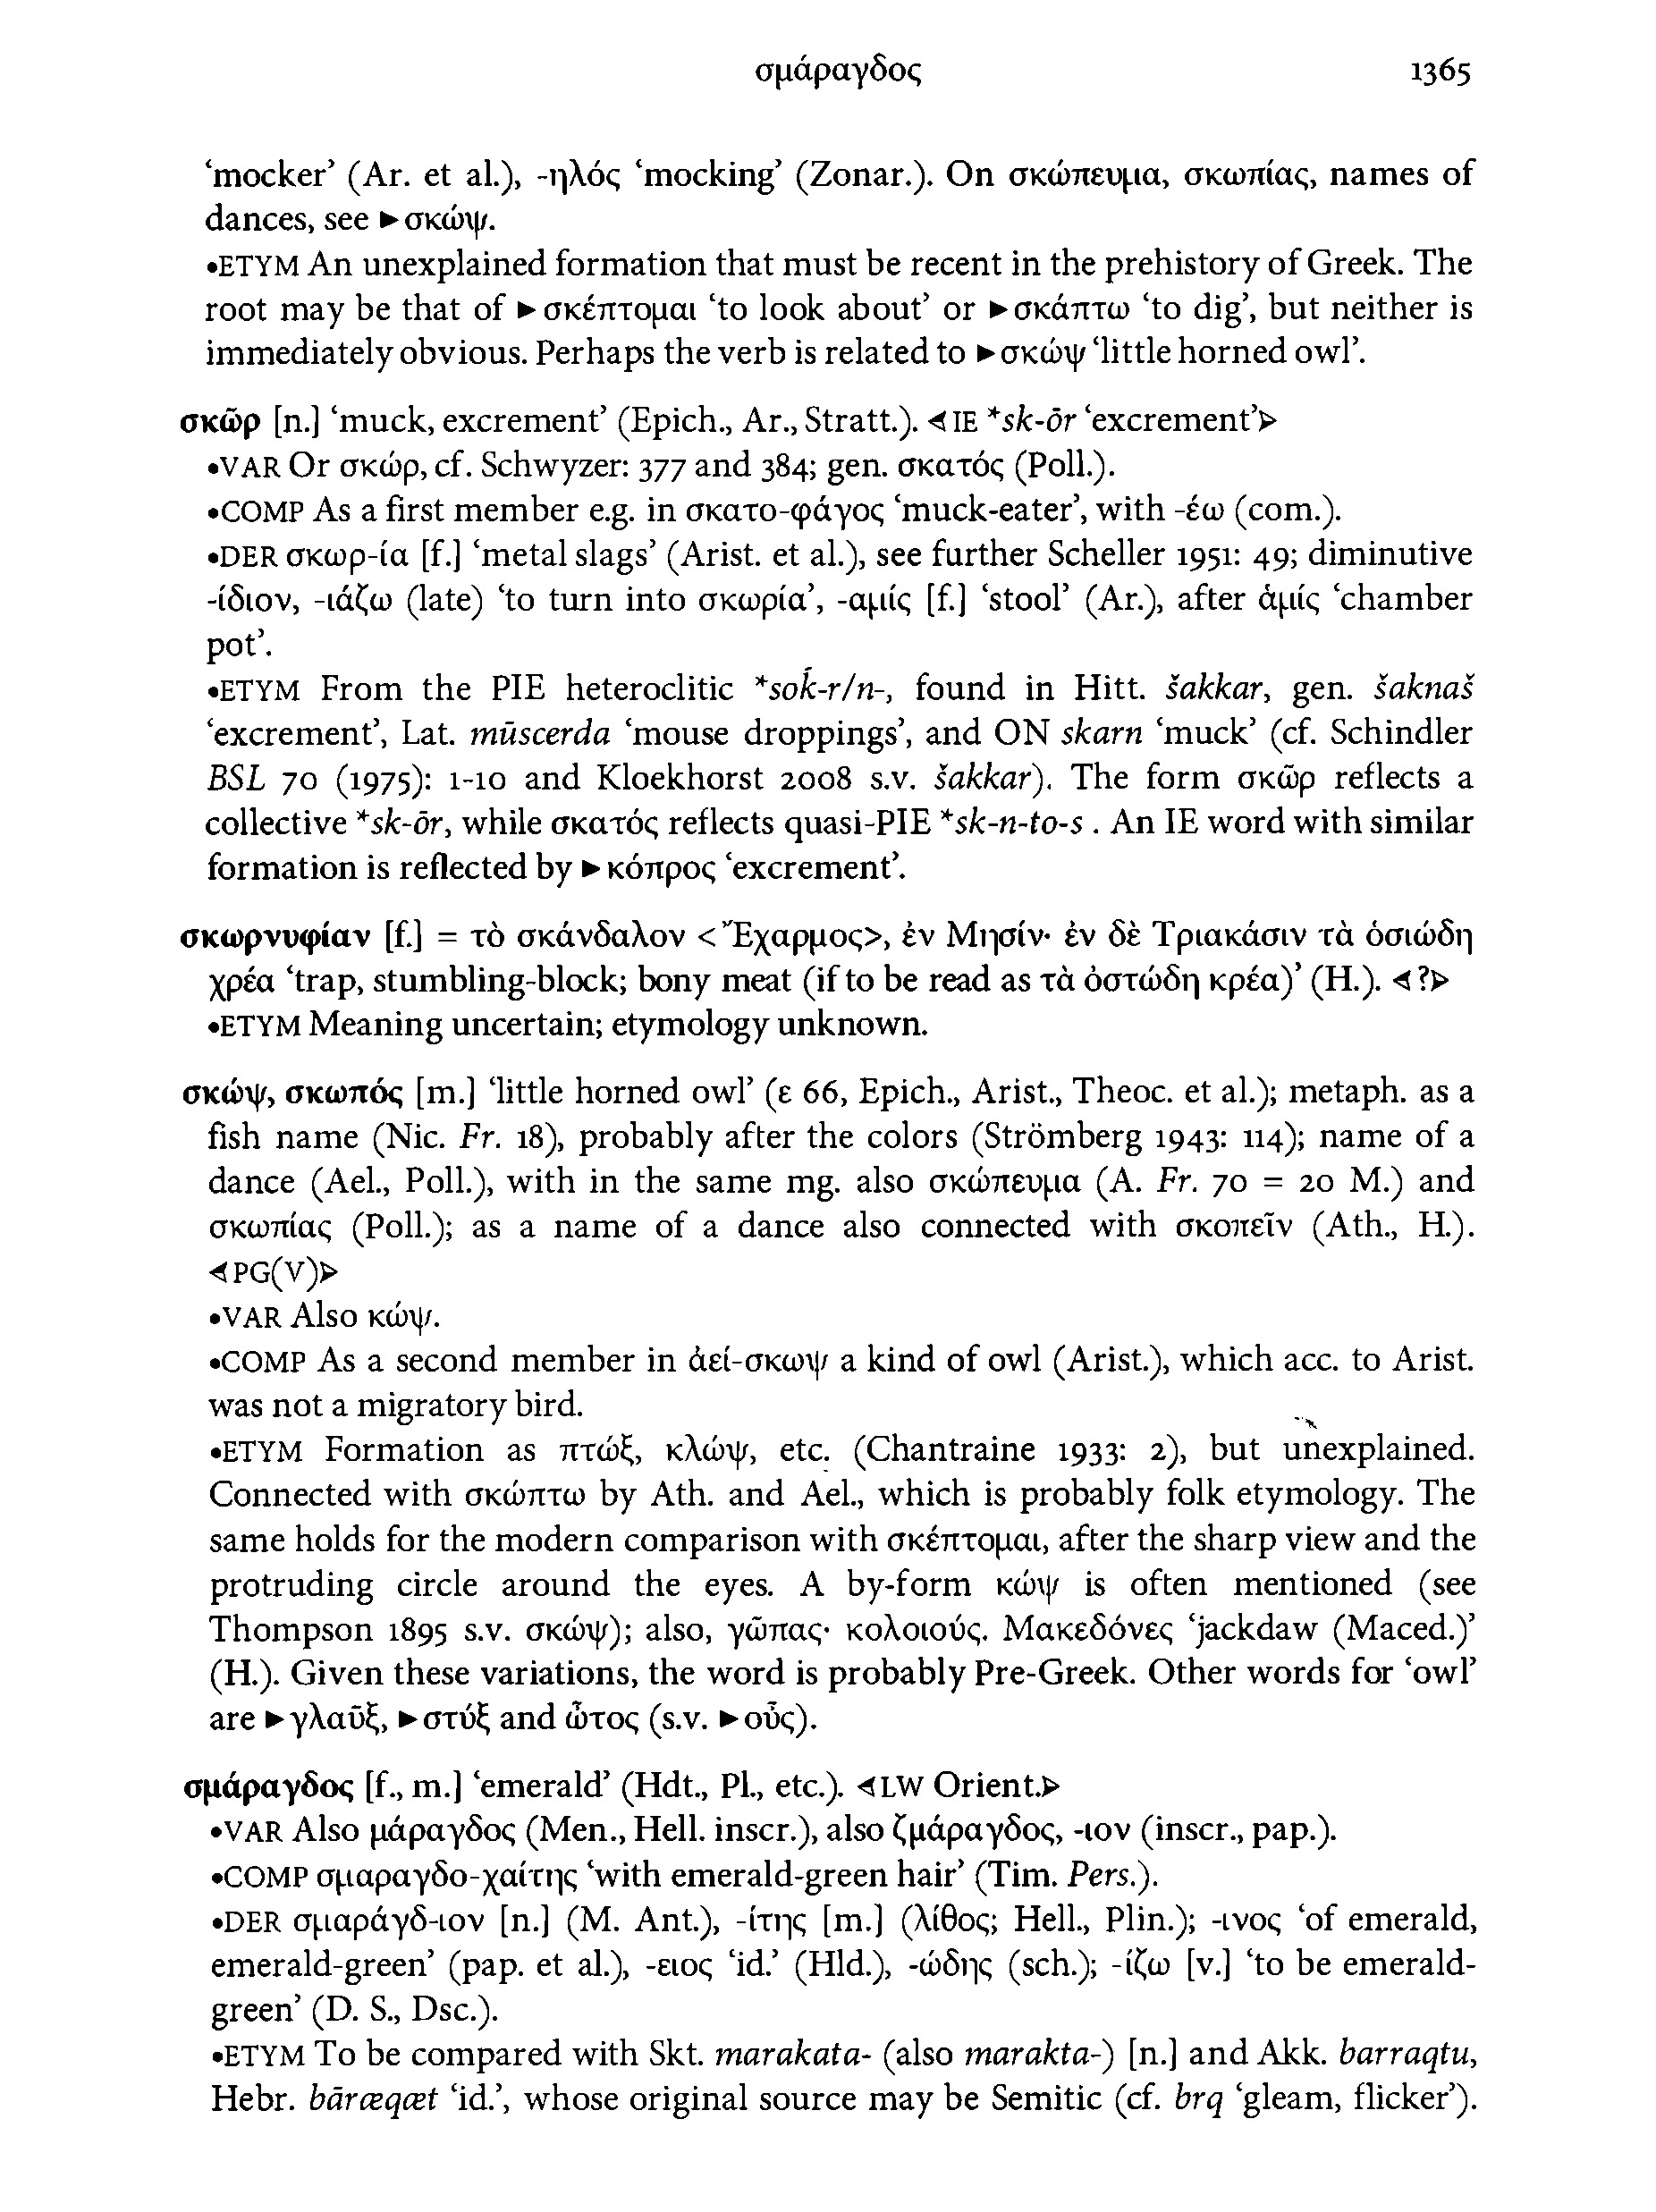 σμάραγδος 1365
‘mocker’ (Ar. et al.), -ηλός ‘mocking’ (Zonar.). On σκώπευμα, σκωπίας, names of
dances, see ►σκώψ.
•ETYM An unexplained formation that must be recent in the prehistory of Greek. The
root may be that of ►σκέπτομαι ‘to look about’ or ►σκάπτω ‘to dig’, but neither is
immediately obvious. Perhaps the verb is related to ►σκώψ ‘little horned owl’.
σκῶρ [n.] ‘muck, excrement’ (Epich., Ar., Stratt.). ◄IE *sk-ōr ‘excrement’►
•VAR Or σκώρ, cf. Schwyzer: 377 and 384; gen. σκατός (Poll.).
•COMP As a first member e.g. in σκατο-φάγος ‘muck-eater’, with -έω (com.).
•DER σκωρ-ία [f.] ‘metal slags’ (Arist. et al.), see further Scheller 1951: 49; diminutive
-ίδιον, -ιάζω (late) ‘to turn into σκωρία’, -αμίς [f.] ‘stool’ (Ar.), after ἁμίς ‘chamber
pot’.
•ETYM From the PIE heteroclitic *soḱ-r/n-, found in Hitt. šakkar, gen. šaknaš
‘excrement’, Lat. mūscerda ‘mouse droppings’, and ON skarn ‘muck’ (cf. Schindler
BSL 70 (1975): 1-10 and Kloekhorst 2008 s.v. šakkar). The form σκῶρ reflects a
collective *sk-ōr, while σκατός reflects quasi-PIE *sk-n-to-s . An IE word with similar
formation is reflected by ►κόπρος ‘excrement’.
σκωρνυφίαν [f.] = τὸ σκάνδαλον <Ἔχαρμος>, ἐν Μησίν· ἐν δὲ Τριακάσιν τὰ ὁσιώδη
χρέα ‘trap, stumbling-block; bony meat (if to be read as τὰ ὀστώδη κρέα)’ (H.). ◄?►
•ETYM Meaning uncertain; etymology unknown.
σκώψ, σκωπός [m.] ‘little horned owl’ (ε 66, Epich., Arist., Theoc. et al.); metaph. as a
fish name (Nic. Fr. 18), probably after the colors (Strömberg 1943: 114); name of a
dance (Ael., Poll.), with in the same mg. also σκώπευμα (A. Fr. 70 = 20 M.) and
σκωπίας (Poll.); as a name of a dance also connected with σκοπεῖν (Ath., H.).
◄PG(V)►
•VAR Also κώψ.
•COMP As a second member in ἀεί-σκωψ a kind of owl (Arist.), which acc. to Arist.
was not a migratory bird.
•ETYM Formation as πτώξ, κλώψ, etc. (Chantraine 1933: 2), but unexplained.
Connected with σκώπτω by Ath. and Ael., which is probably folk etymology. The
same holds for the modern comparison with σκέπτομαι, after the sharp view and the
protruding circle around the eyes. A by-form κώψ is often mentioned (see
Thompson 1895 s.v. σκώψ); also, γῶπας· κολοιούς. Μακεδόνες ‘jackdaw (Maced.)’
(H.). Given these variations, the word is probably Pre-Greek. Other words for ‘owl’
are ►γλαῦξ, ►στύξ and ὦτος (s.v. ►οὖς).
σμάραγδος [f., m.] ‘emerald’ (Hdt., Pl., etc.). ◄LW Orient.►
•VAR Also μάραγδος (Men., Hell. inscr.), also ζμάραγδος, -ιον (inscr., pap.).
•COMP σμαραγδο-χαίτης ‘with emerald-green hair’ (Tim. Pers.).
•DER σμαράγδ-ιον [n.] (M. Ant.), -ίτης [m.] (λίθος; Hell., Plin.); -ινος ‘of emerald,
emerald-green’ (pap. et al.), -ειος ‘id.’ (Hld.), -ώδης (sch.); -ίζω [v.] ‘to be emerald-
green’ (D. S., Dsc.).
•ETYM To be compared with Skt. marakata- (also marakta-) [n.] and Akk. barraqtu,
Hebr. bāræqæt ‘id.’, whose original source may be Semitic (cf. brq ‘gleam, flicker’).